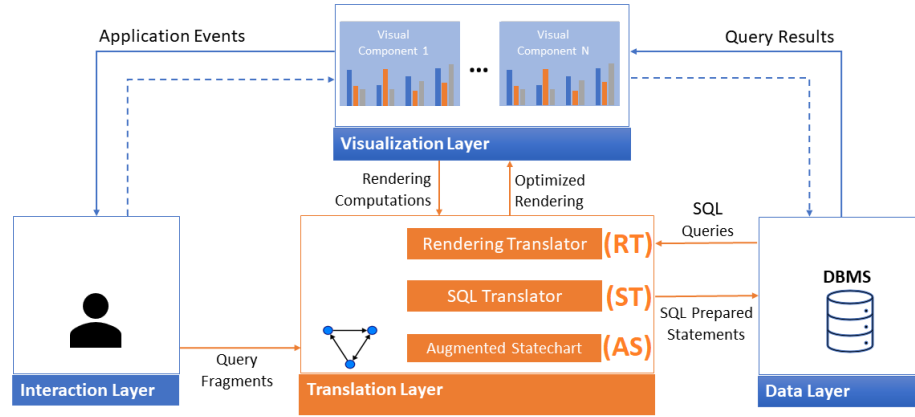 Application Events
Visual
Component 1
...
Visual
Component N
Query Results
Visualization Layer
Rendering
Computations
Optimized
Rendering
SQL
Queries
Rendering Translator
(RT)
SQL Translator
(ST)
Augmented Statechart
(AS)
DBMS
SQL Prepared
Statements
Query
Fragments
Interaction Layer
Translation Layer
Data Layer